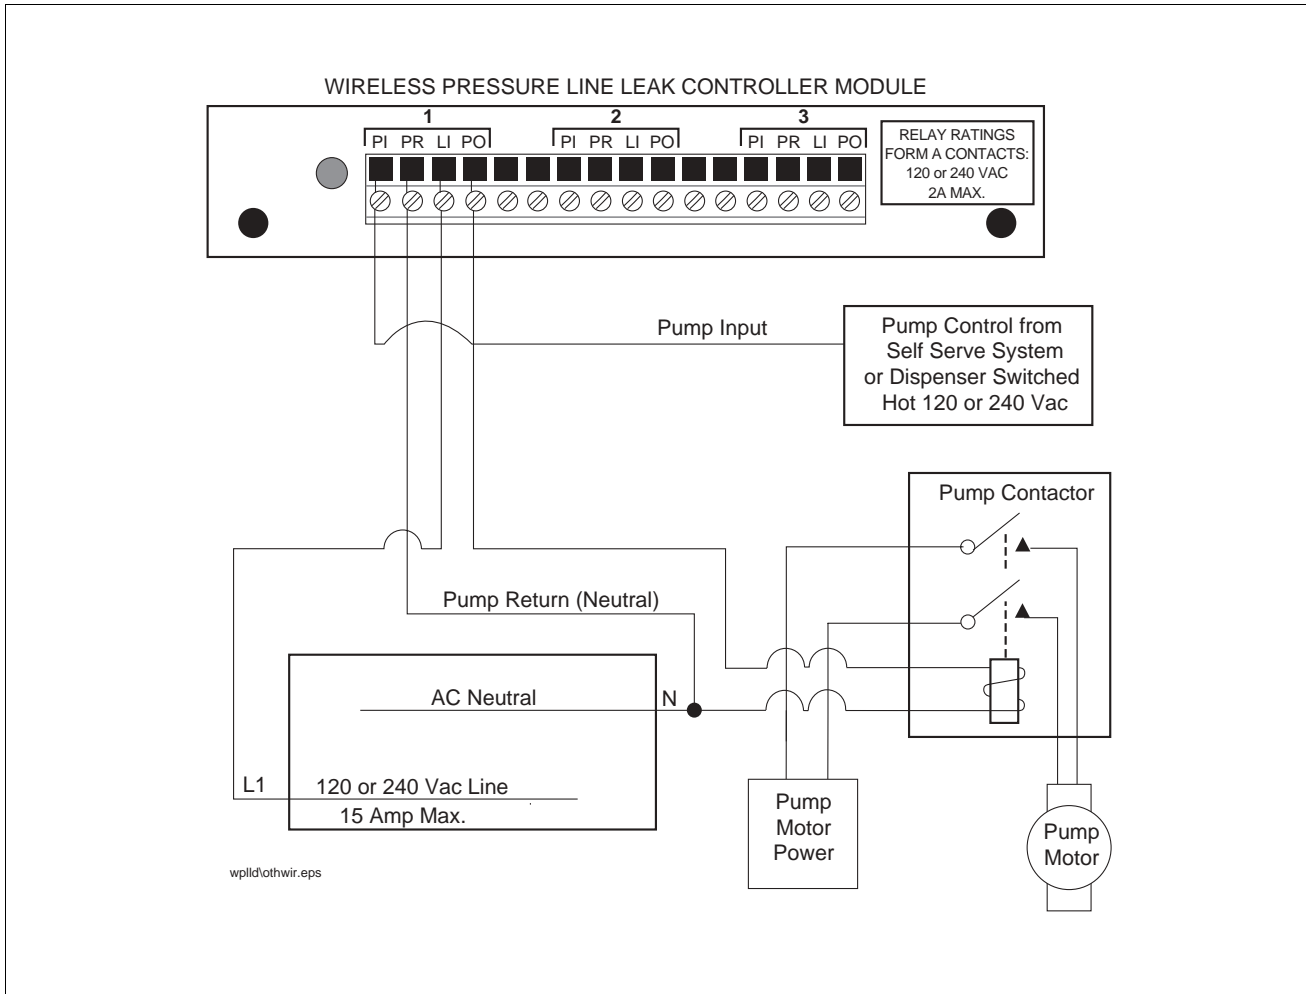 WIRELESS PRESSURE LINE LEAK CONTROLLER MODULE
1 2 3
PI PR LI PO PI PR LI PO PI PR LI PO
RELAY RATINGS
FORM A CONTACTS:
120 or 240 VAC
2A MAX.
Pump Input
Pump Control from
Self Serve System
or Dispenser Switched
Hot 120 or 240 Vac
Pump Contactor
Pump Return (Neutral)
AC Neutral
N
L1
120 or 240 Vac Line
15 Amp Max.
Pump
Motor
Power
Pump
Motor
wplld\othwir.eps